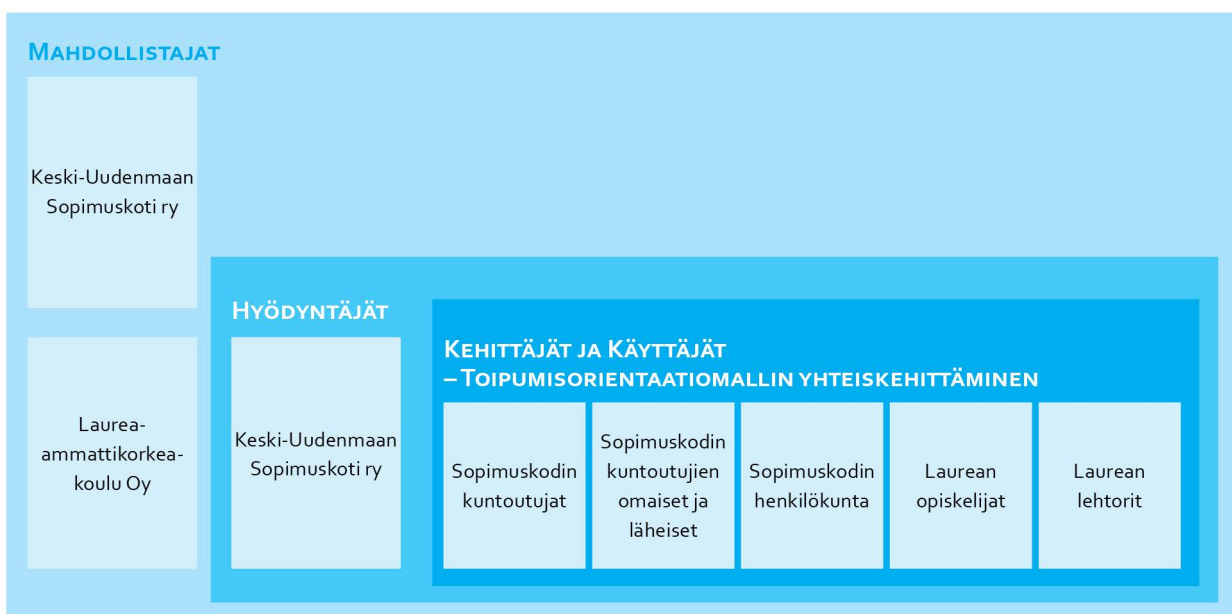 MAHDOLLISTAJAT
Keski-Uudenmaan
Sopimuskoti ry
Laurea-
ammattikorkea-
koulu Oy
HYÖDYNTÄJÄT
Keski-Uudenmaan
Sopimuskoti ry
KEHITTÄJÄT JA KÄYTTÄJÄT
– TOIPUMISORIENTAATIOMALLIN YHTEISKEHITTÄMINEN
Sopimuskodin
kuntoutujat
Sopimuskodin
kuntoutujien
omaiset ja
läheiset
Sopimuskodin
henkilökunta
Laurean
opiskelijat
Laurean
lehtorit